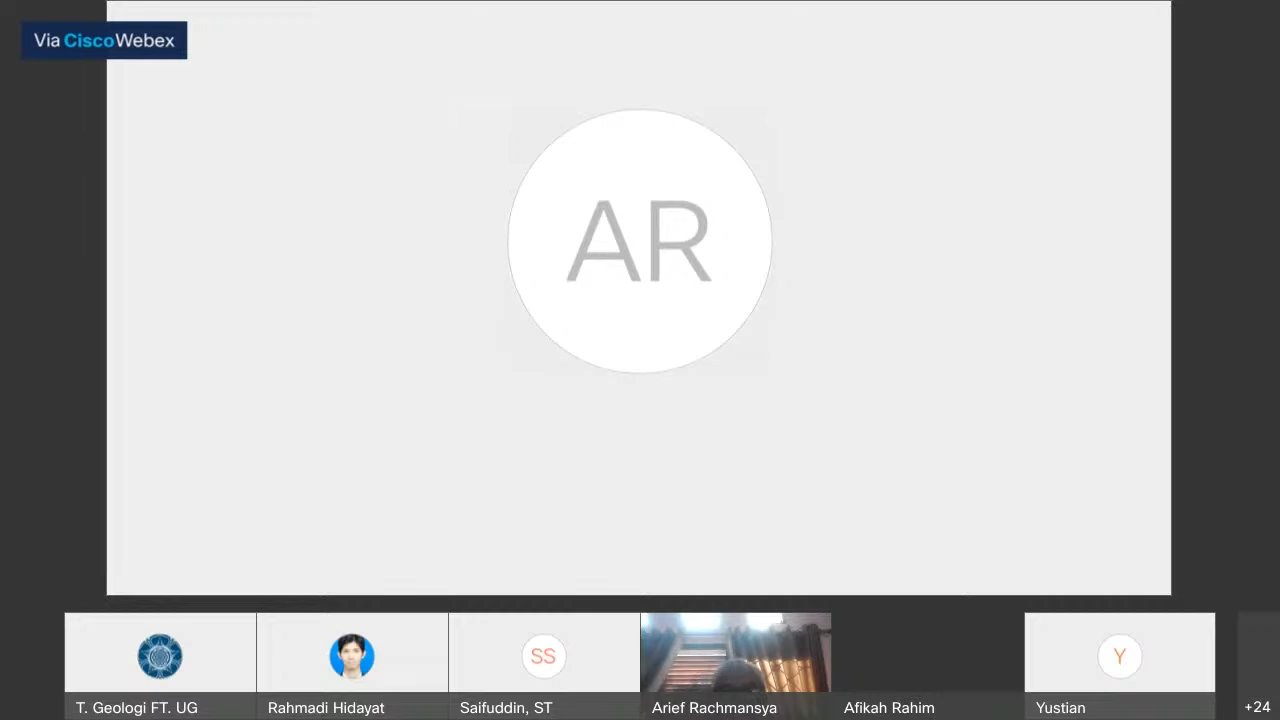 Via CiscoWebex
AR
SS
Y
T. Geologi FT. UG
Rahmadi Hidayat
Saifuddin, ST
Arief Rachmansya
Afikah Rahim
Yustian
+24